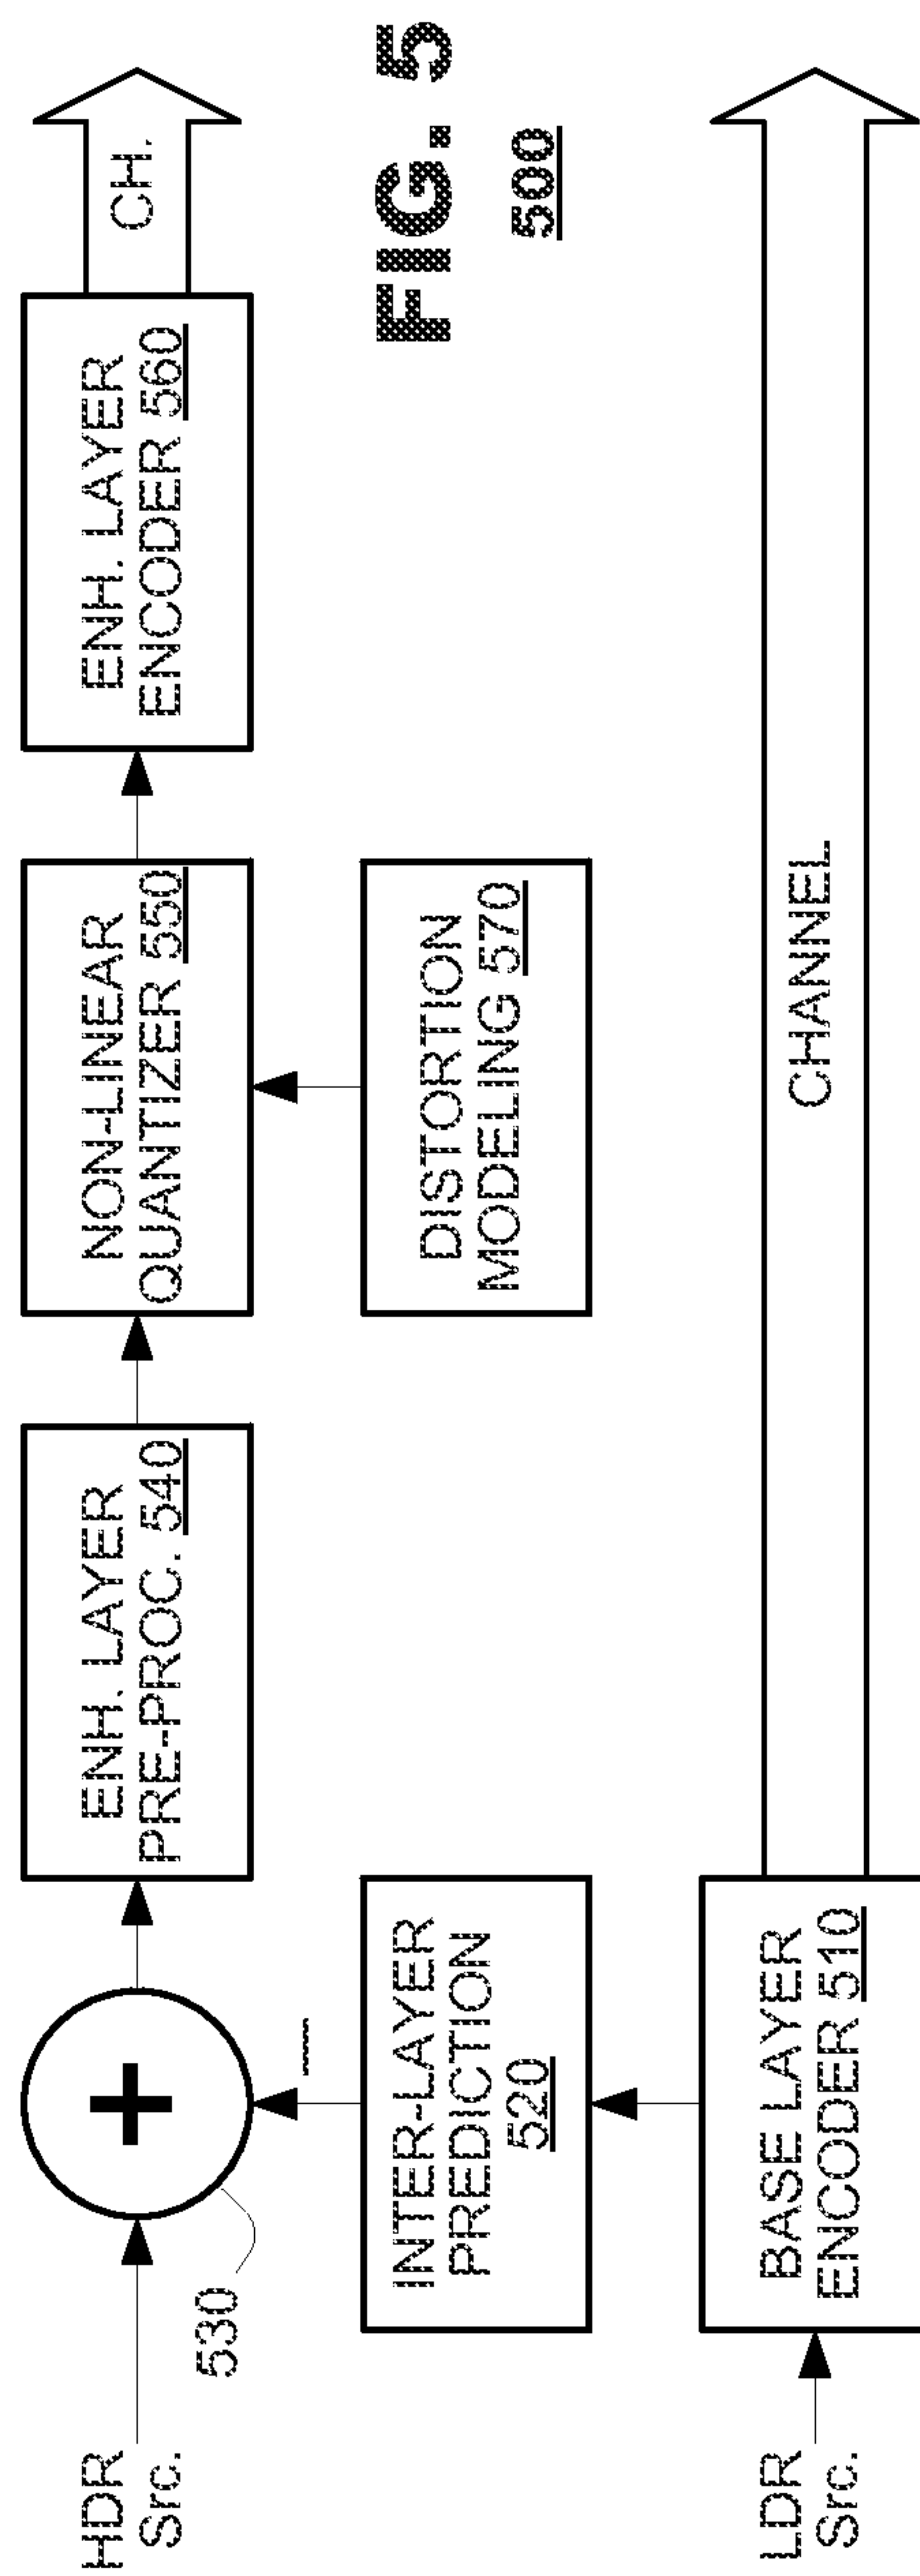 HDR
Src.
+
530
ENH. LAYER
PRE-PROC. 540
NON-LINEAR
QUANTIZER 550
ENH. LAYER
ENCODER 560
CH.
–
INTER-LAYER
PREDICTION
520
DISTORTION
MODELING 570
FIG. 5
500
LDR
Src.
BASE LAYER
ENCODER 510
CHANNEL